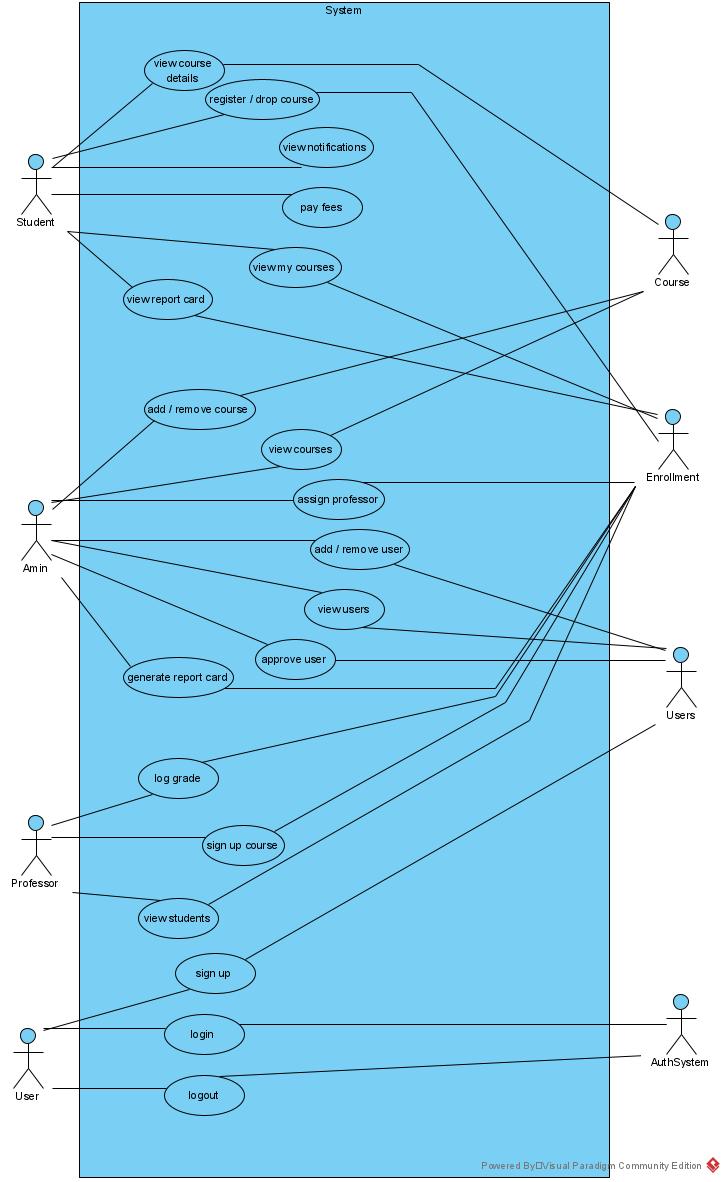 System
view course
details
register / drop course
view notifications
pay fees
Student
Course
view my courses
view report card
add / remove course
view courses
Enrollment
assign professor
Amin
add / remove user
view users
approve user
generate report card
Users
log grade
sign up course
Professor
view students
sign up
login
AuthSystem
User
logout
Powered By□Visual Paradigm Community Edition